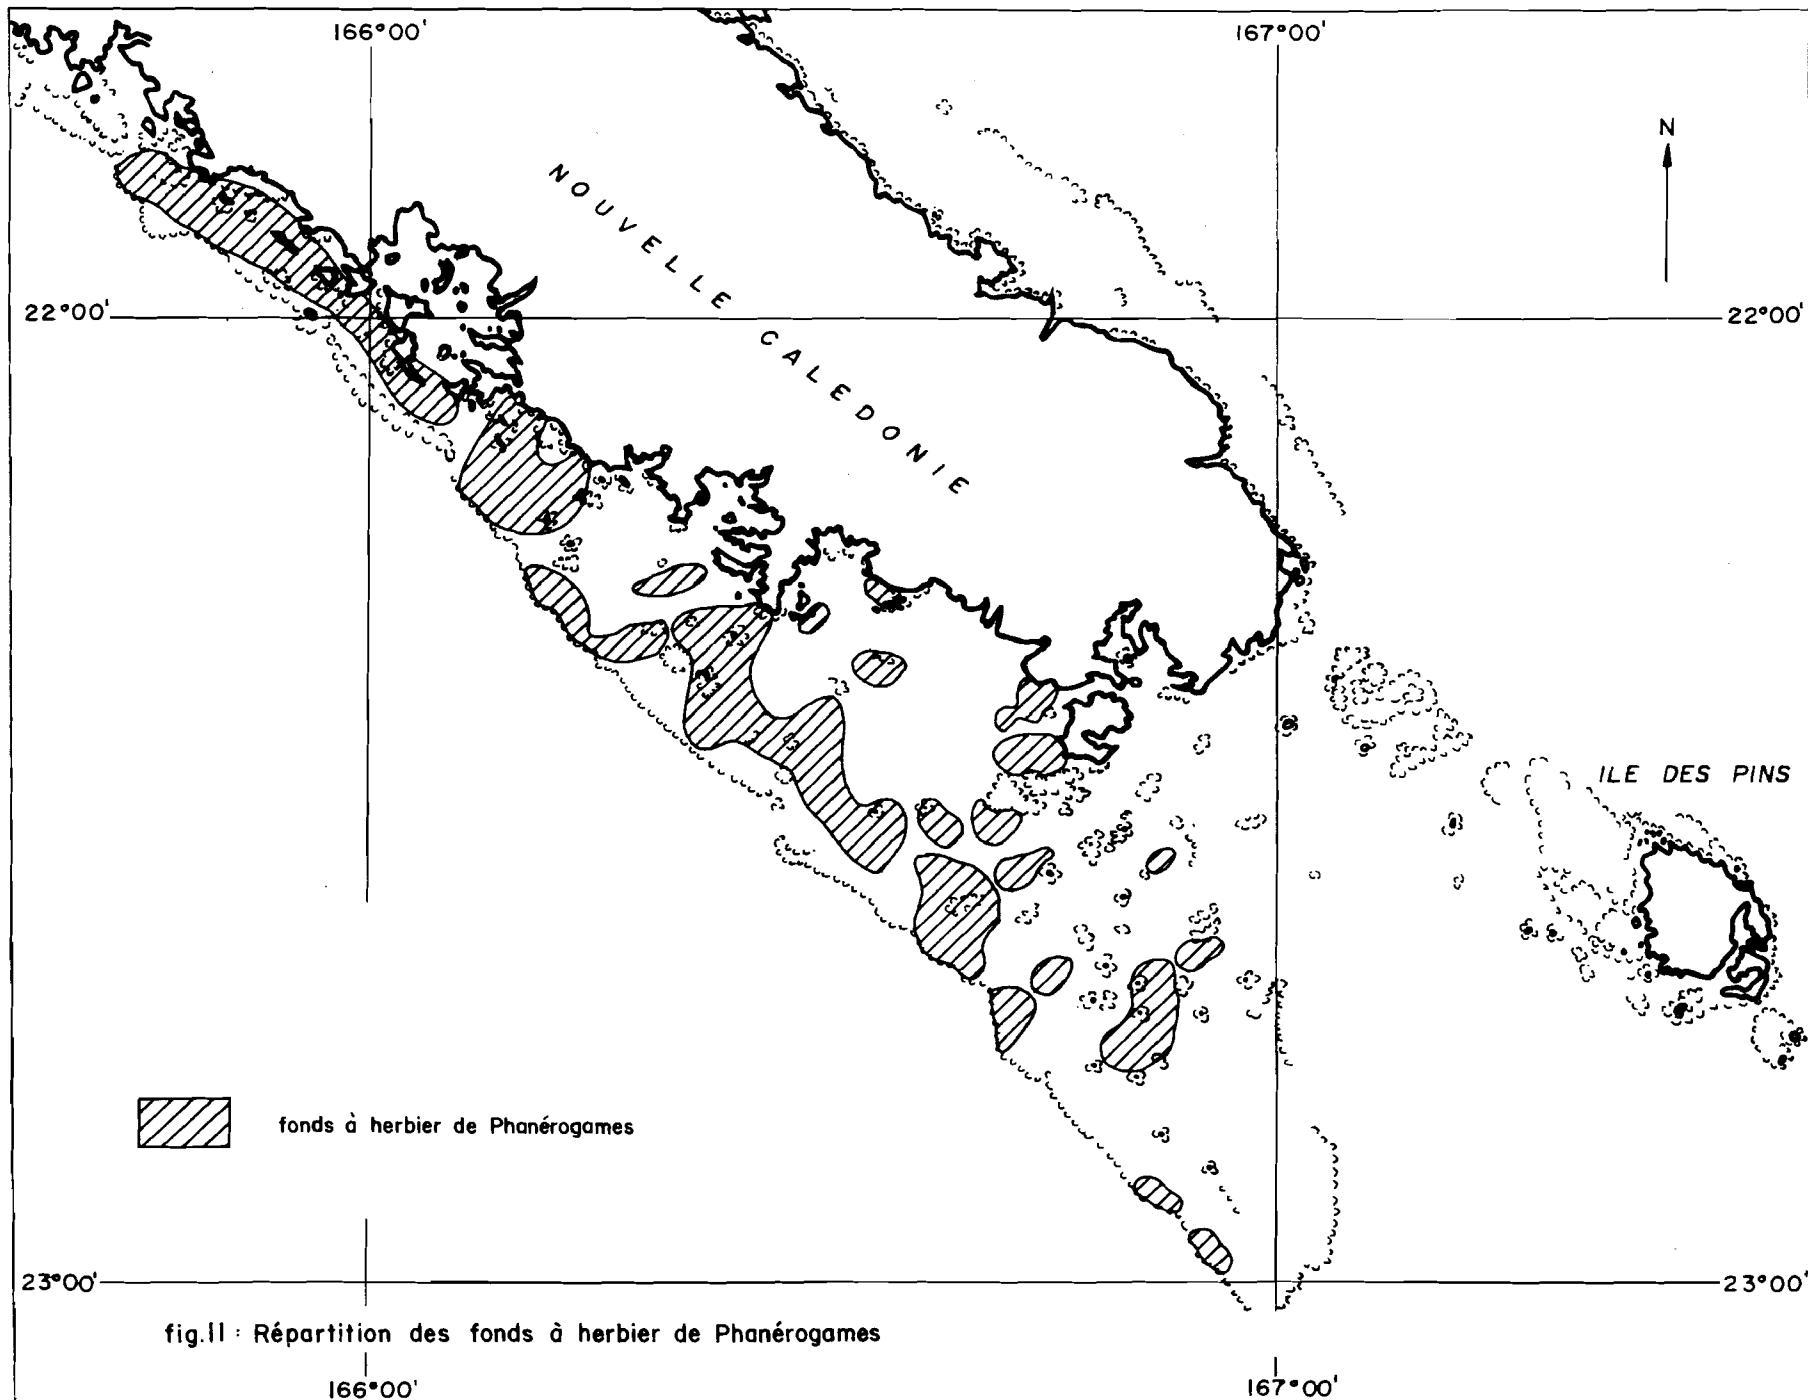 166°00'
167°00'
N
NOUVELLE CALEDONIE
22°00'
22°00'
ILE DES PINS
fonds à herbier de Phanérogames
23°00'
23°00'
fig.11 : Répartition des fonds à herbier de Phanérogames
166°00'
167°00'